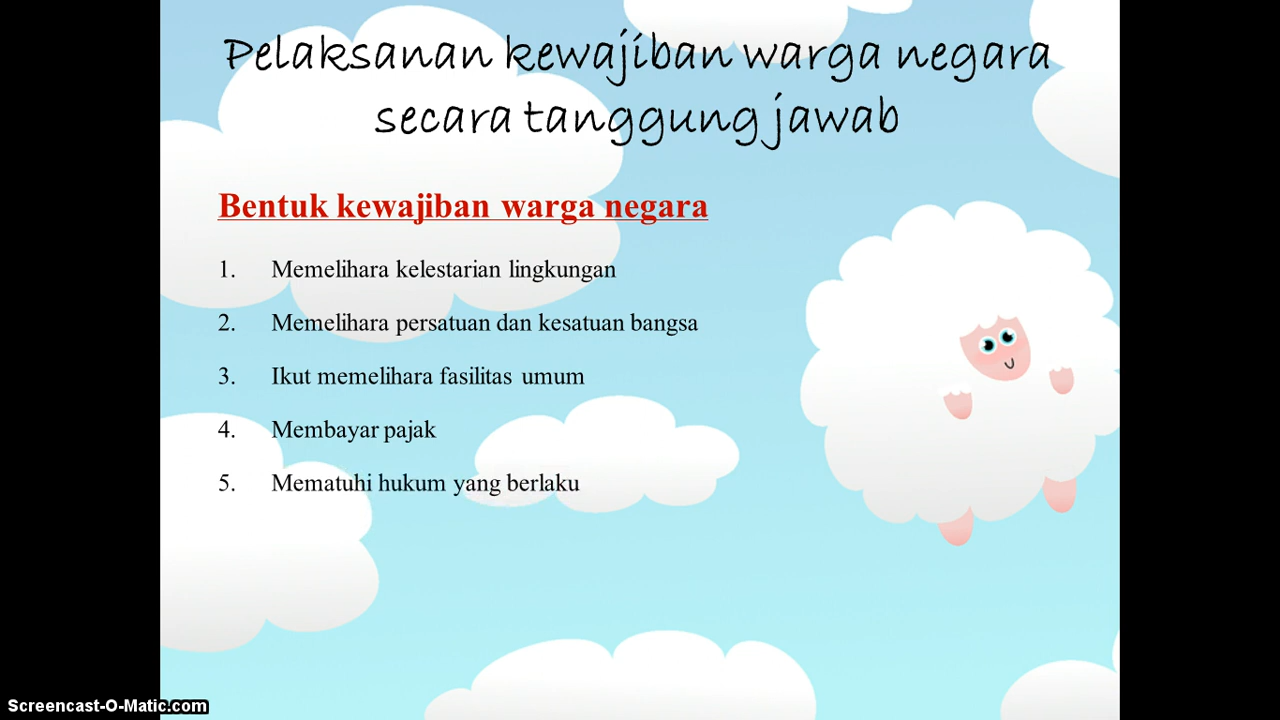 Pelaksanan kewajiban warga negara
secara tanggung jawab
Bentuk kewajiban warga negara
1. Memelihara kelestarian lingkungan
2. Memelihara persatuan dan kesatuan bangsa
3. Ikut memelihara fasilitas umum
4. Membayar pajak
5. Mematuhi hukum yang berlaku
Screencast-O-Matic.com